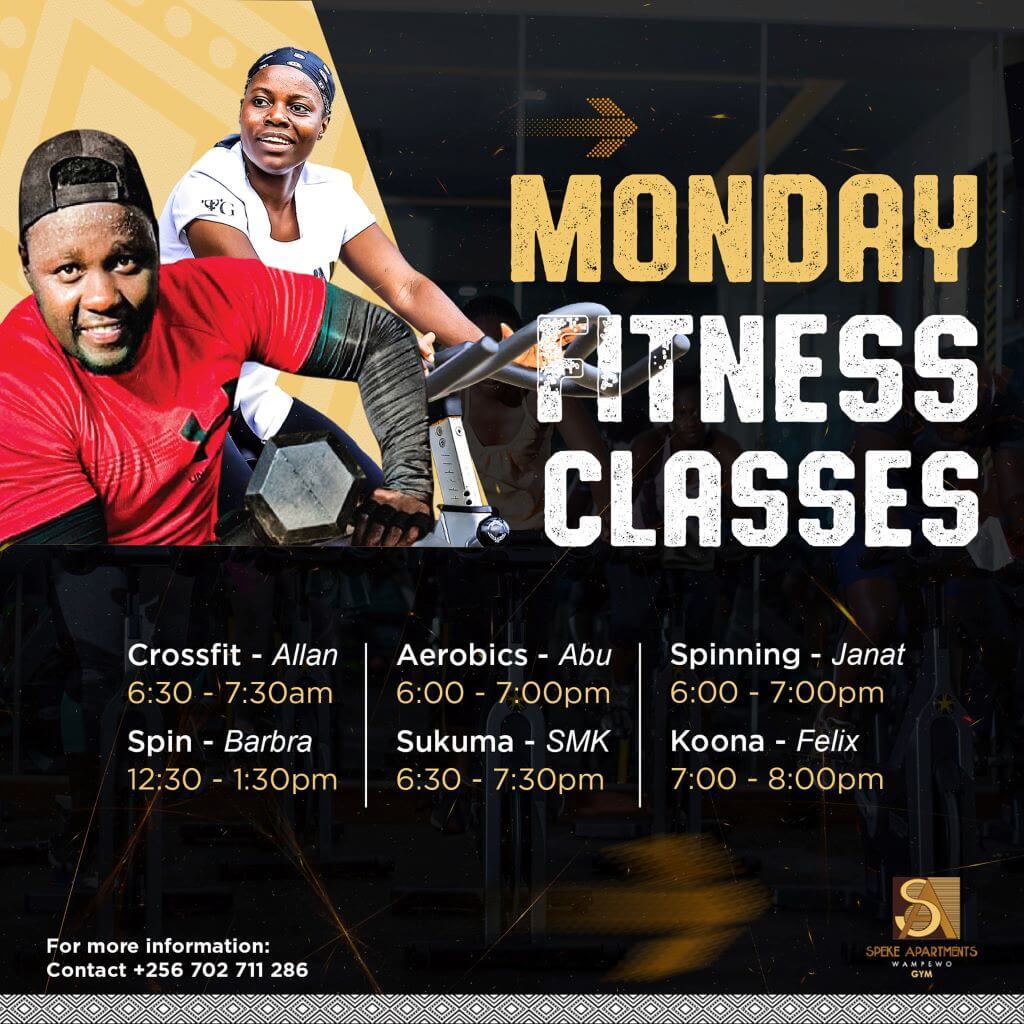 MONDAY
FITNESS
CLASSES
Crossfit - Allan
6:30 - 7:30am
Spin - Barbra
12:30 - 1:30pm
Aerobics - Abu
6:00 - 7:00pm
Sukuma - SMK
6:30 - 7:30pm
Spinning - Janat
6:00 - 7:00pm
Koona - Felix
7:00 - 8:00pm
For more information:
Contact +256 702 711 286
SA
SPEKE APARTMENTS
WAMPEWO
GYM